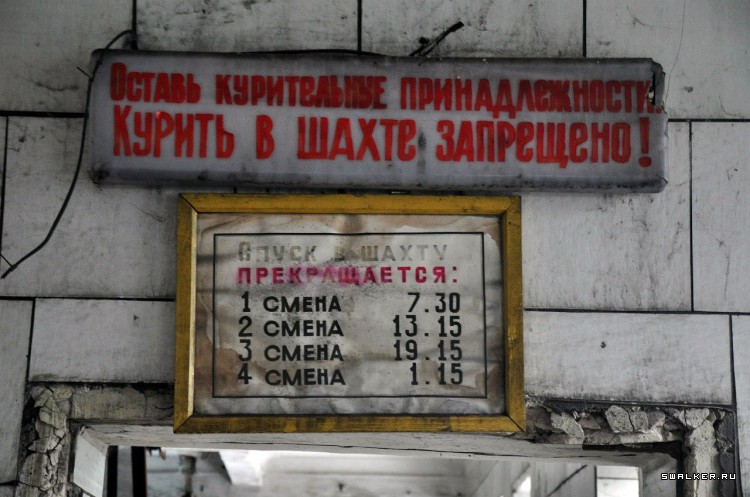 Оставь курительные принадлежности...
Курить в шахте запрещено!
Впуск в шахту
прекращается:
1 смена 7.30
2 смена 13.15
3 смена 19.15
4 смена 1.15
SWALKER.RU